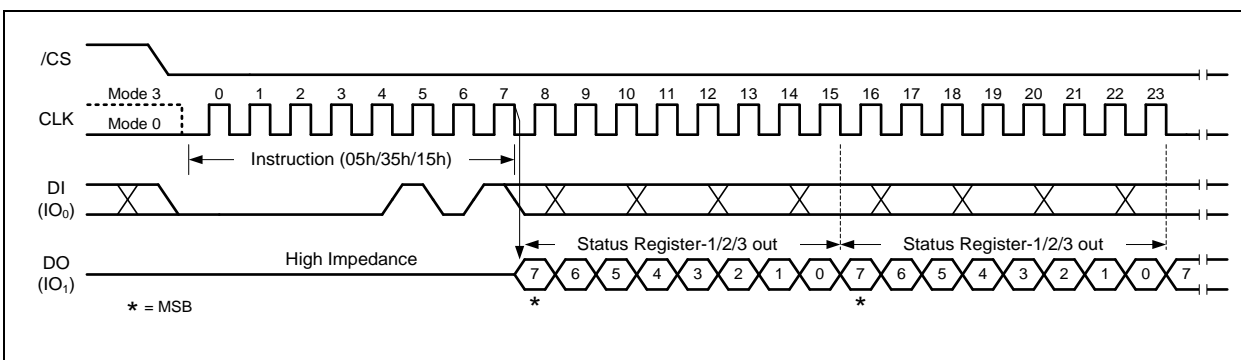 /CS
Mode 3 0 1 2 3 4 5 6 7 8 9 10 11 12 13 14 15 16 17 18 19 20 21 22 23
CLK
Mode 0
Instruction (05h/35h/15h)
DI
(IO₀)
Status Register-1/2/3 out Status Register-1/2/3 out
High Impedance
DO
(IO₁)
7 6 5 4 3 2 1 0 7 6 5 4 3 2 1 0 7
* *
* = MSB